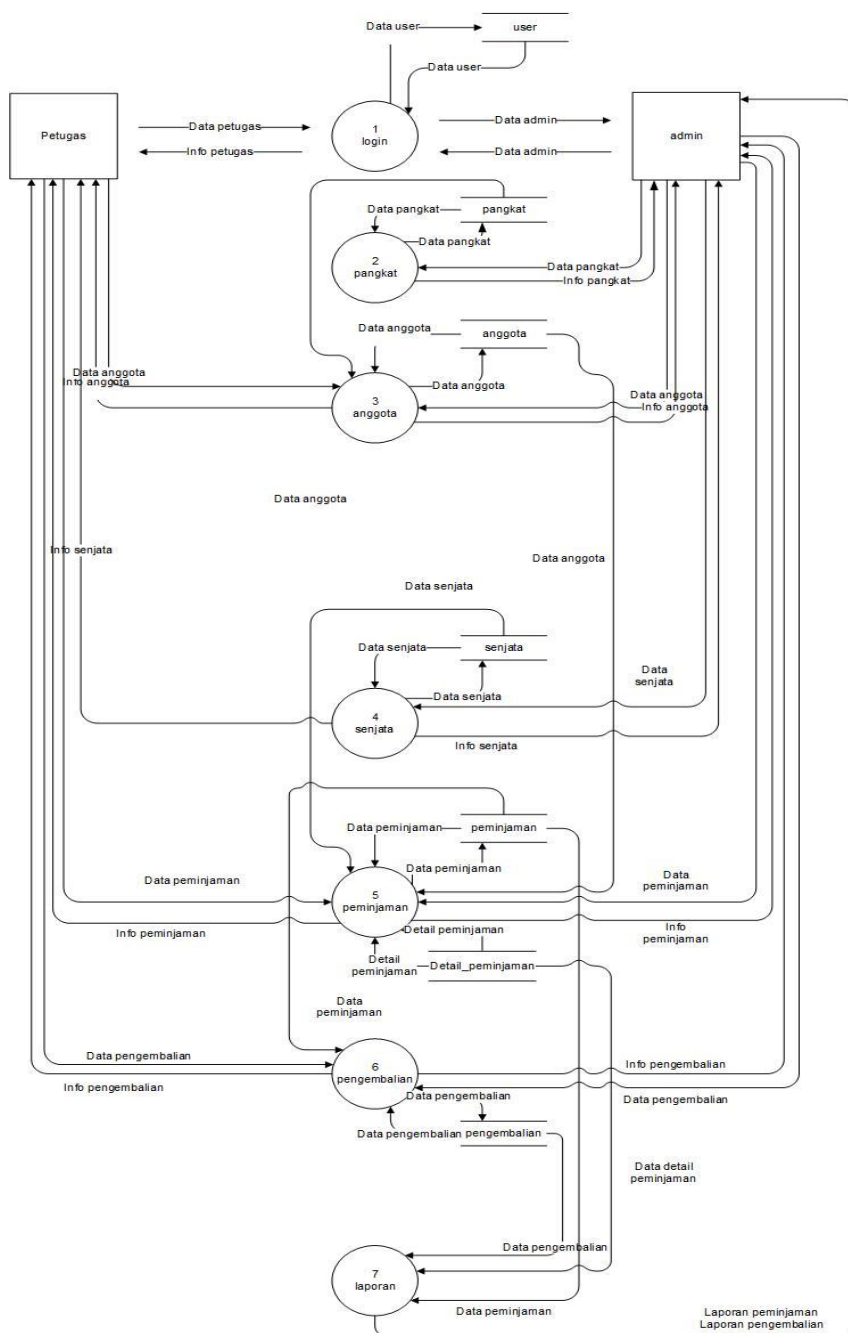 Data user
user
Data user
Petugas
Data petugas
Info petugas
1
login
Data admin
Data admin
admin
Data pangkat
pangkat
Data pangkat
2
pangkat
Data pangkat
Info pangkat
Data anggota
anggota
Data anggota
Info anggota
Data anggota
3
anggota
Data anggota
Info anggota
Data anggota
Info senjata
Data anggota
Data senjata
Data senjata
senjata
Data senjata
4
senjata
Data
senjata
Info senjata
Data peminjaman
peminjaman
Data peminjaman
Data peminjaman
5
peminjaman
Data
peminjaman
Info peminjaman
Detail peminjaman
Info
peminjaman
Detail
peminjaman
Detail_peminjaman
Data
peminjaman
Data pengembalian
6
pengembalian
Info pengembalian
Info pengembalian
Data pengembalian
Data pengembalian
Data pengembalian
pengembalian
Data detail
peminjaman
Data pengembalian
7
laporan
Data peminjaman
Laporan peminjaman
Laporan pengembalian